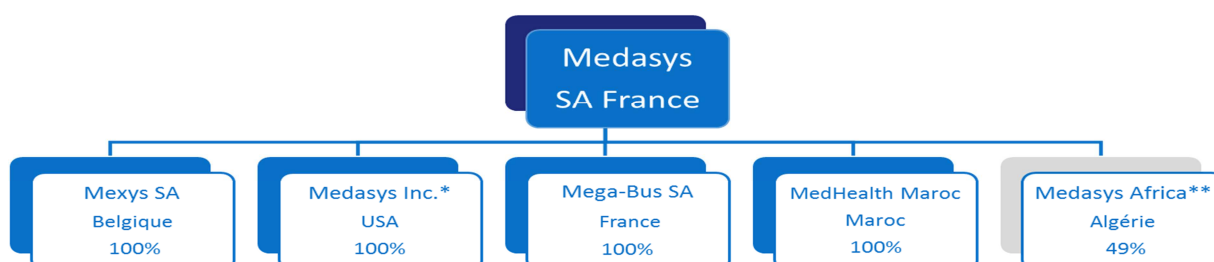 Medasys
SA France
Mexys SA
Belgique
100%
Medasys Inc.*
USA
100%
Mega-Bus SA
France
100%
MedHealth Maroc
Maroc
100%
Medasys Africa**
Algérie
49%